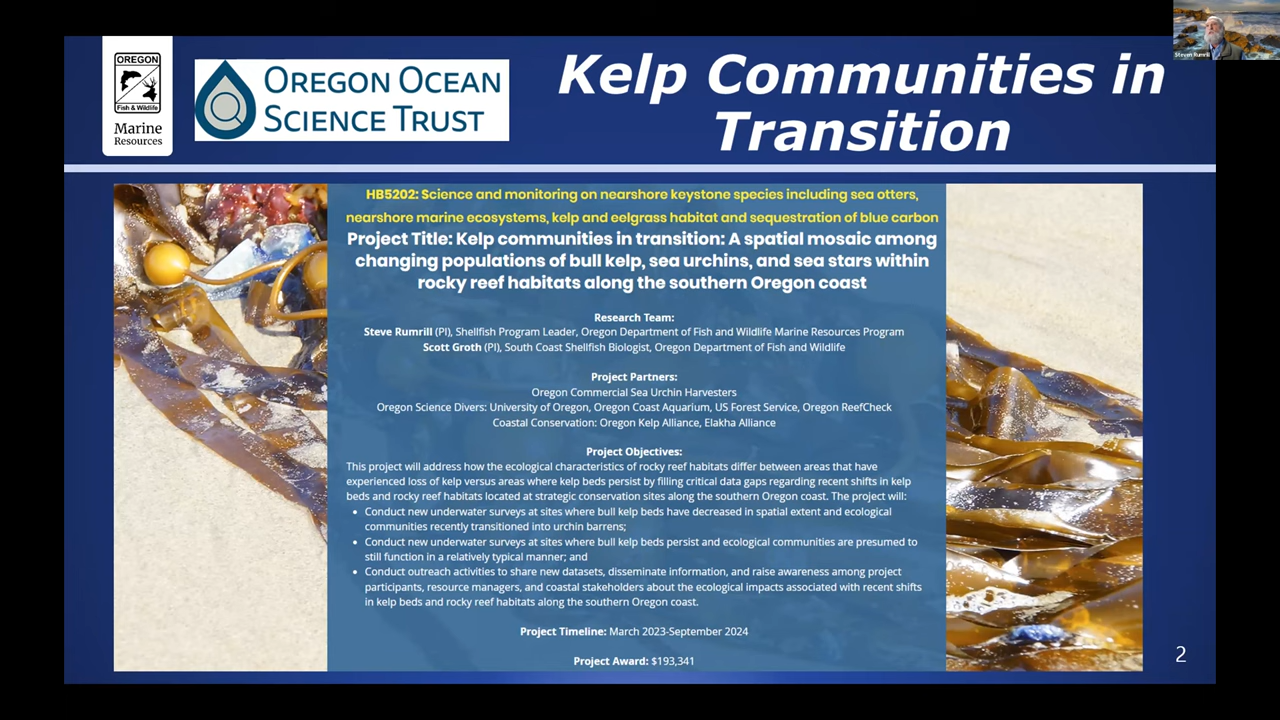 Steven Rumrill
OREGON
Fish & Wildlife
Marine
Resources
OREGON OCEAN
SCIENCE TRUST
Kelp Communities in
Transition
HB5202: Science and monitoring on nearshore keystone species including sea otters,
nearshore marine ecosystems, kelp and eelgrass habitat and sequestration of blue carbon
Project Title: Kelp communities in transition: A spatial mosaic among
changing populations of bull kelp, sea urchins, and sea stars within
rocky reef habitats along the southern Oregon coast
Research Team:
Steve Rumrill (PI), Shellfish Program Leader, Oregon Department of Fish and Wildlife Marine Resources Program
Scott Groth (PI), South Coast Shellfish Biologist, Oregon Department of Fish and Wildlife
Project Partners:
Oregon Commercial Sea Urchin Harvesters
Oregon Science Divers: University of Oregon, Oregon Coast Aquarium, US Forest Service, Oregon ReefCheck
Coastal Conservation: Oregon Kelp Alliance, Elakha Alliance
Project Objectives:
This project will address how the ecological characteristics of rocky reef habitats differ between areas that have
experienced loss of kelp versus areas where kelp beds persist by filling critical data gaps regarding recent shifts in kelp
beds and rocky reef habitats located at strategic conservation sites along the southern Oregon coast. The project will:
• Conduct new underwater surveys at sites where bull kelp beds have decreased in spatial extent and ecological
communities recently transitioned into urchin barrens;
• Conduct new underwater surveys at sites where bull kelp beds persist and ecological communities are presumed to
still function in a relatively typical manner; and
• Conduct outreach activities to share new datasets, disseminate information, and raise awareness among project
participants, resource managers, and coastal stakeholders about the ecological impacts associated with recent shifts
in kelp beds and rocky reef habitats along the southern Oregon coast.
Project Timeline: March 2023-September 2024
Project Award: $193,341
2